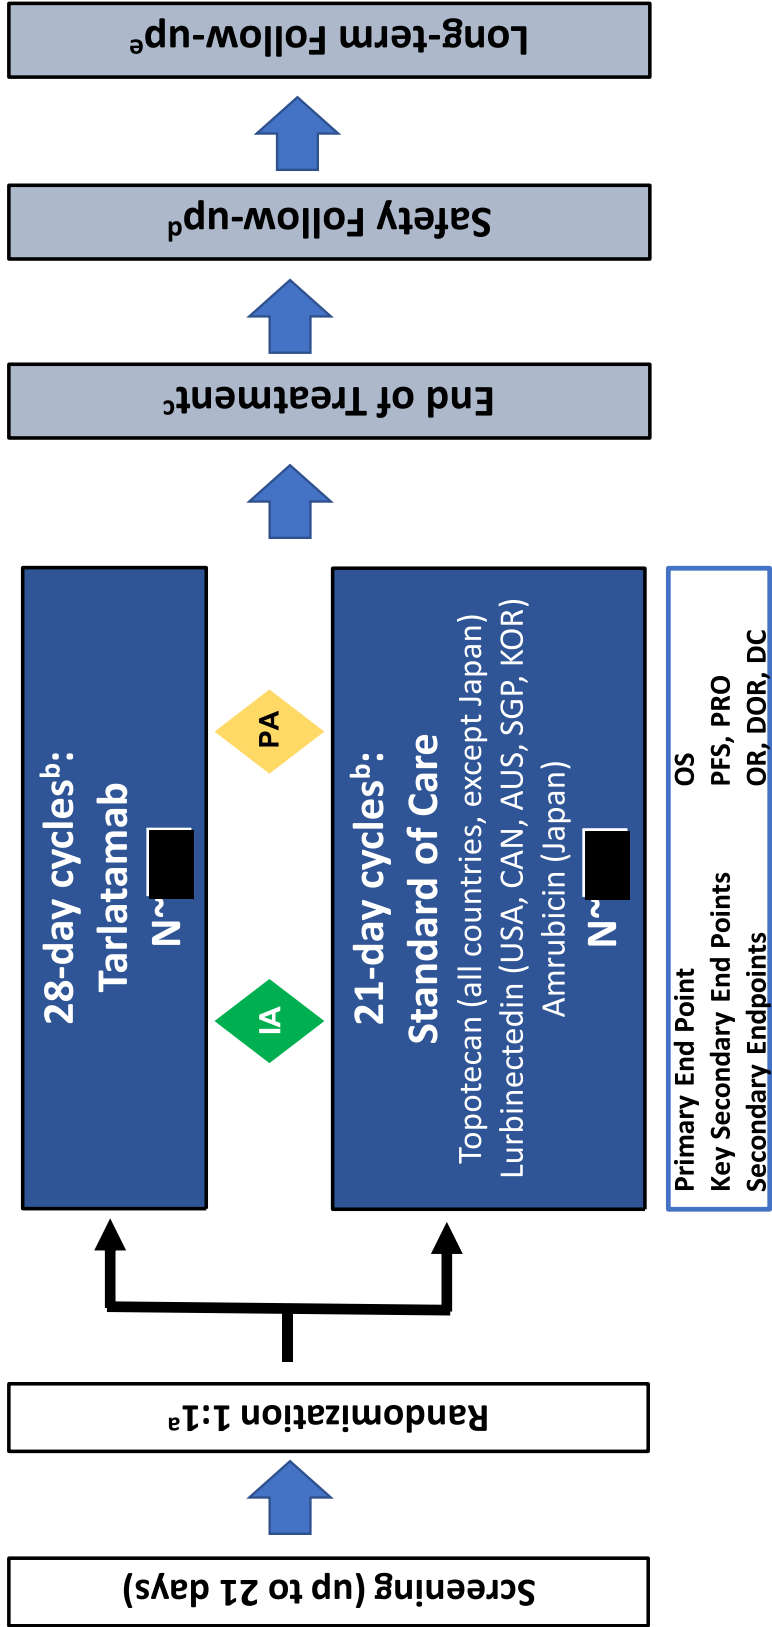 Screening (up to 21 days)
Randomization 1:1ᵃ
28-day cyclesᵇ:
Tarlatamab
N~
IA
PA
21-day cyclesᵇ:
Standard of Care
Topotecan (all countries, except Japan)
Lurbinectedin (USA, CAN, AUS, SGP, KOR)
Amrubicin (Japan)
N~
End of Treatmentᶜ
Safety Follow-upᵈ
Long-term Follow-upᵉ
Primary End Point OS
Key Secondary End Points PFS, PRO
Secondary Endpoints OR, DOR, DC